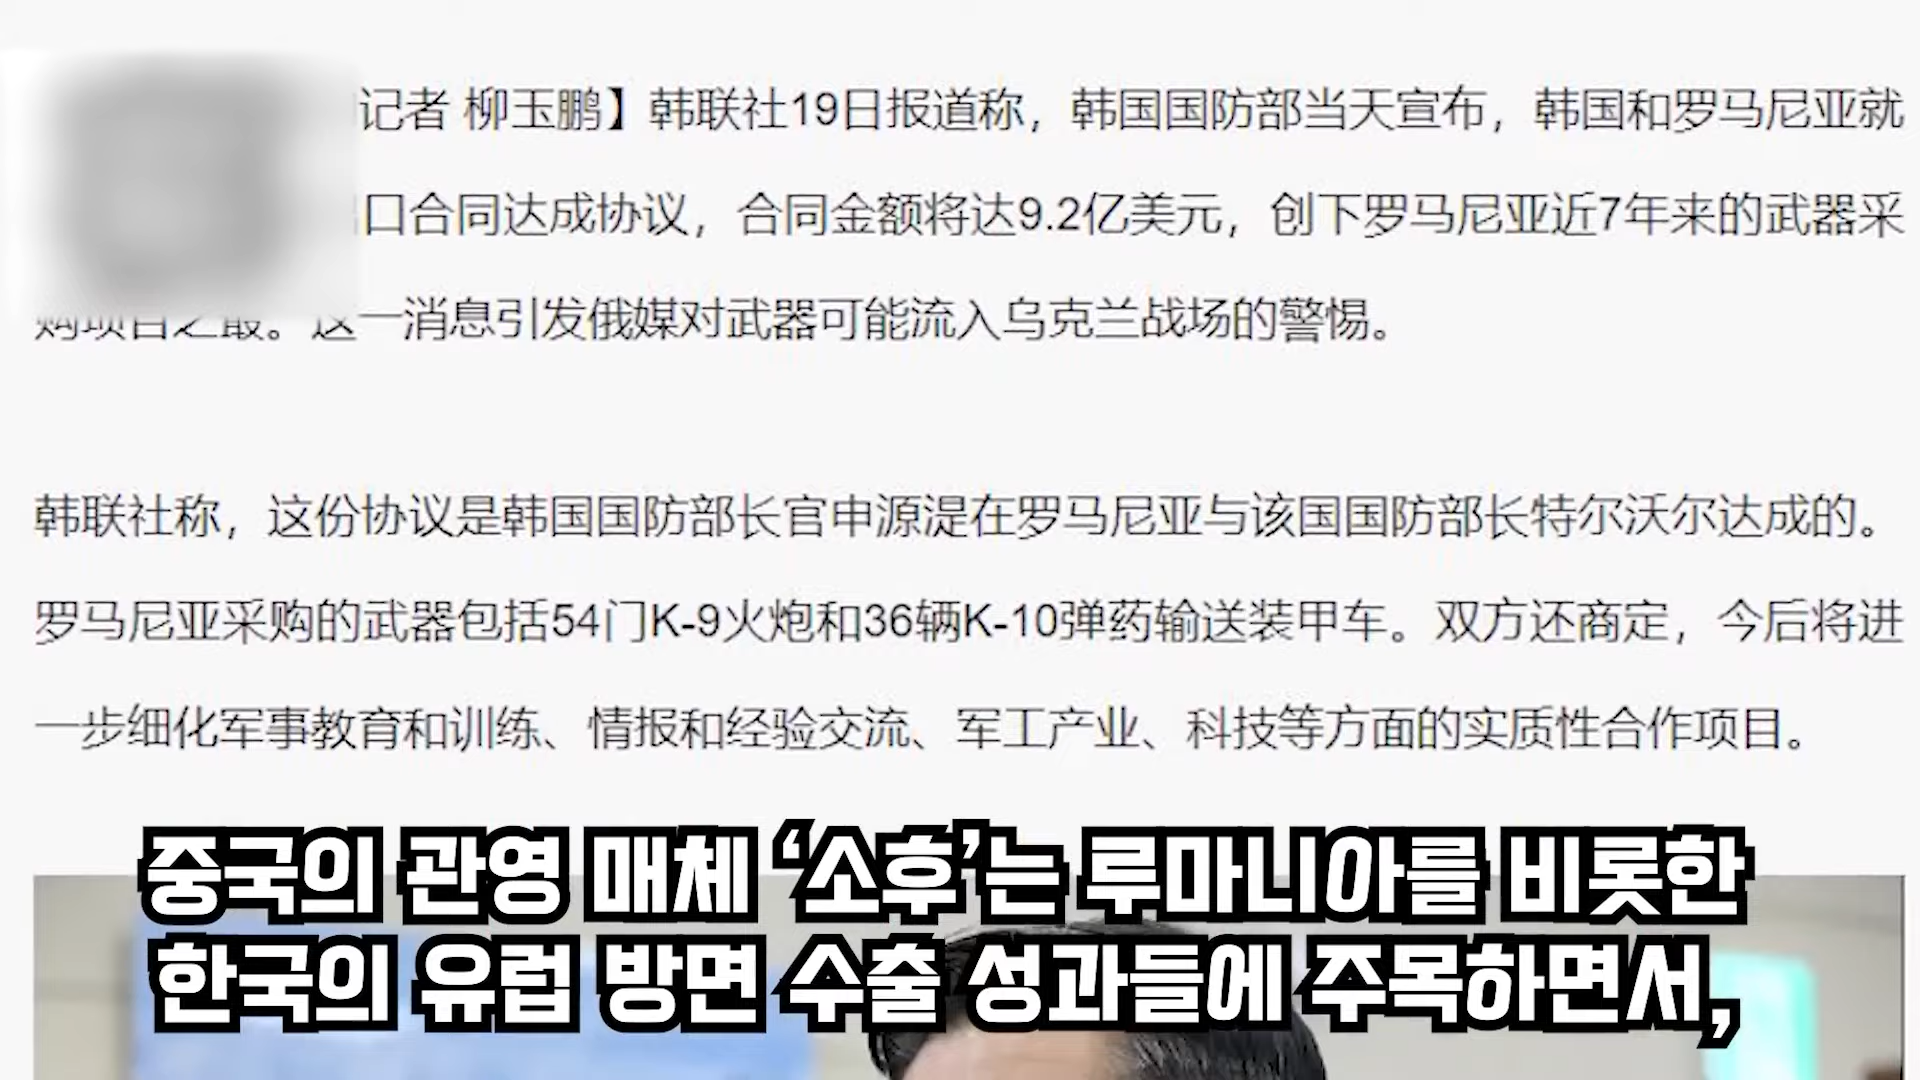 记者 柳玉鹏】韩联社19日报道称，韩国国防部当天宣布，韩国和罗马尼亚就
口合同达成协议，合同金额将达9.2亿美元，创下罗马尼亚近7年来的武器采
购项目之最。这一消息引发俄媒对武器可能流入乌克兰战场的警惕。
韩联社称，这份协议是韩国国防部长官申源湜在罗马尼亚与该国国防部长特尔沃尔达成的。
罗马尼亚采购的武器包括54门K-9火炮和36辆K-10弹药输送装甲车。双方还商定，今后将进
一步细化军事教育和训练、情报和经验交流、军工产业、科技等方面的实质性合作项目。
중국의 관영 매체 ‘소후’는 루마니아를 비롯한
한국의 유럽 방면 수출 성과들에 주목하면서,